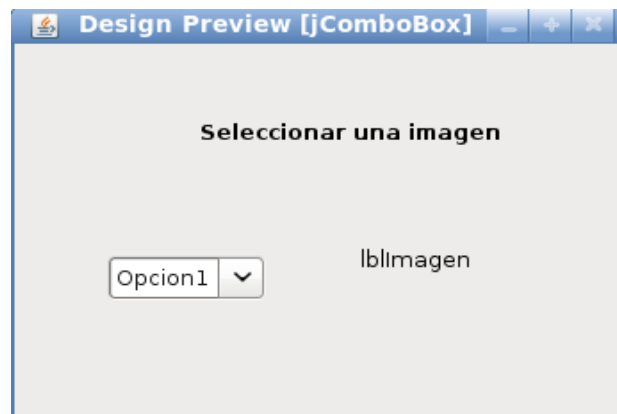 Design Preview [jComboBox]
Seleccionar una imagen
Opcion1
lblImagen